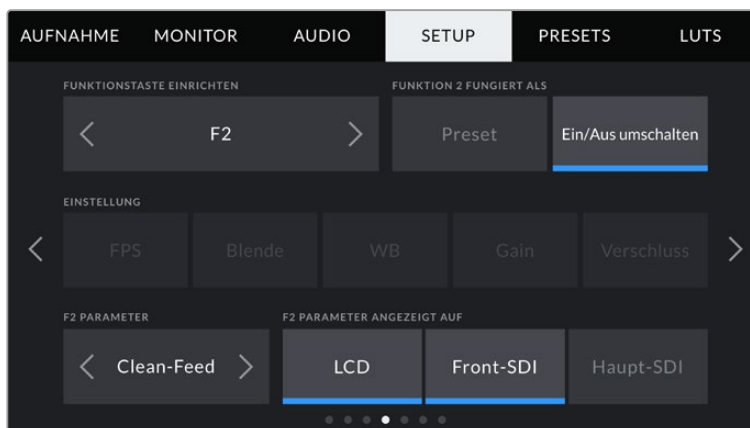 AUFNAHME MONITOR AUDIO SETUP PRESETS LUTS
FUNKTIONSTASTE EINRICHTEN FUNKTION 2 FUNGIERT ALS
F2 Preset Ein/Aus umschalten
EINSTELLUNG
FPS Blende WB Gain Verschluss
F2 PARAMETER F2 PARAMETER ANGEZEIGT AUF
Clean-Feed LCD Front-SDI Haupt-SDI